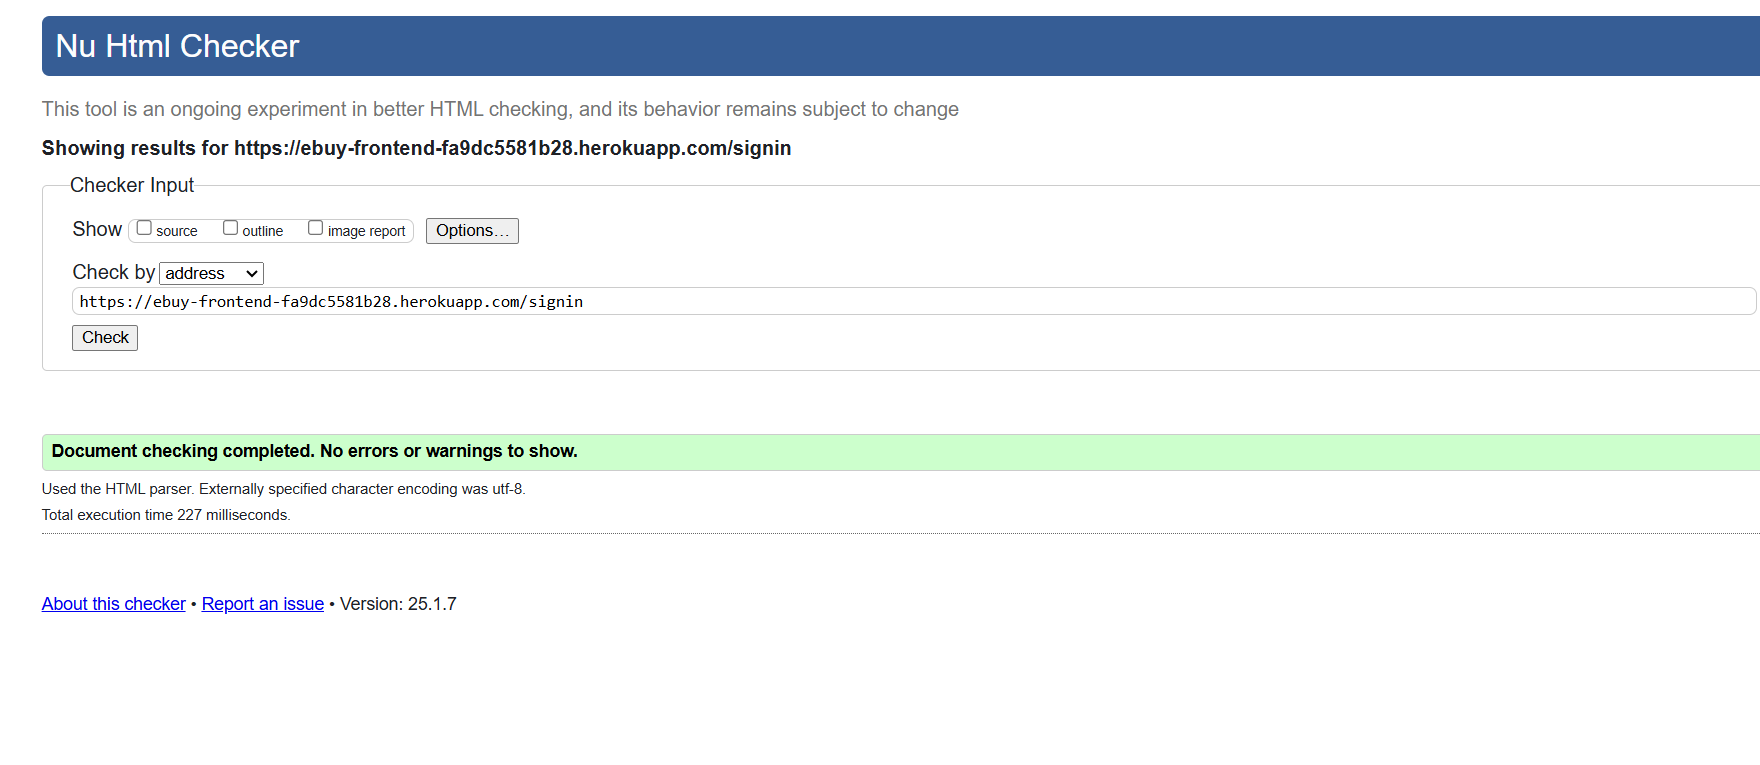 Nu Html Checker
This tool is an ongoing experiment in better HTML checking, and its behavior remains subject to change
Showing results for https://ebuy-frontend-fa9dc5581b28.herokuapp.com/signin
Checker Input
Show source outline image report Options…
Check by address
https://ebuy-frontend-fa9dc5581b28.herokuapp.com/signin
Check
Document checking completed. No errors or warnings to show.
Used the HTML parser. Externally specified character encoding was utf-8.
Total execution time 227 milliseconds.
About this checker • Report an issue • Version: 25.1.7